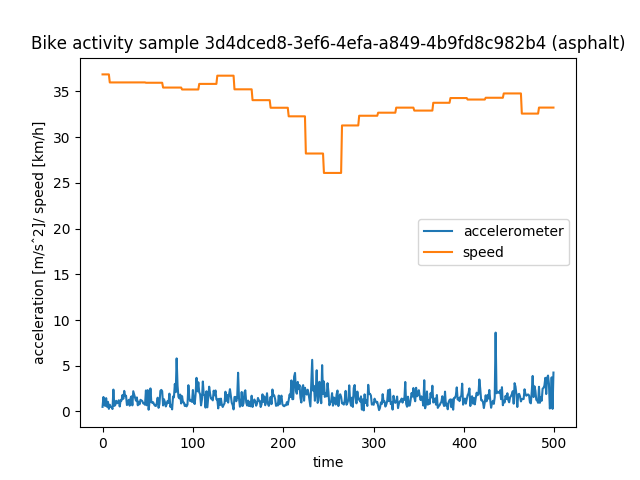 Bike activity sample 3d4dced8-3ef6-4efa-a849-4b9fd8c982b4 (asphalt)
acceleration [m/s^2]/ speed [km/h]
35
30
25
20
15
10
5
0
accelerometer
speed
0 100 200 300 400 500
time